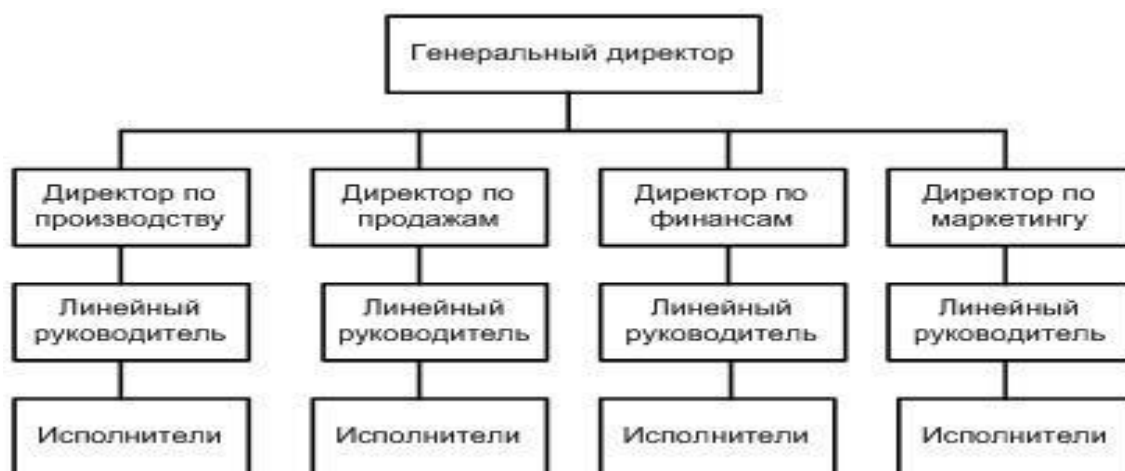 Генеральный директор
Директор по
производству
Директор по
продажам
Директор по
финансам
Директор по
маркетингу
Линейный
руководитель
Линейный
руководитель
Линейный
руководитель
Линейный
руководитель
Исполнители
Исполнители
Исполнители
Исполнители